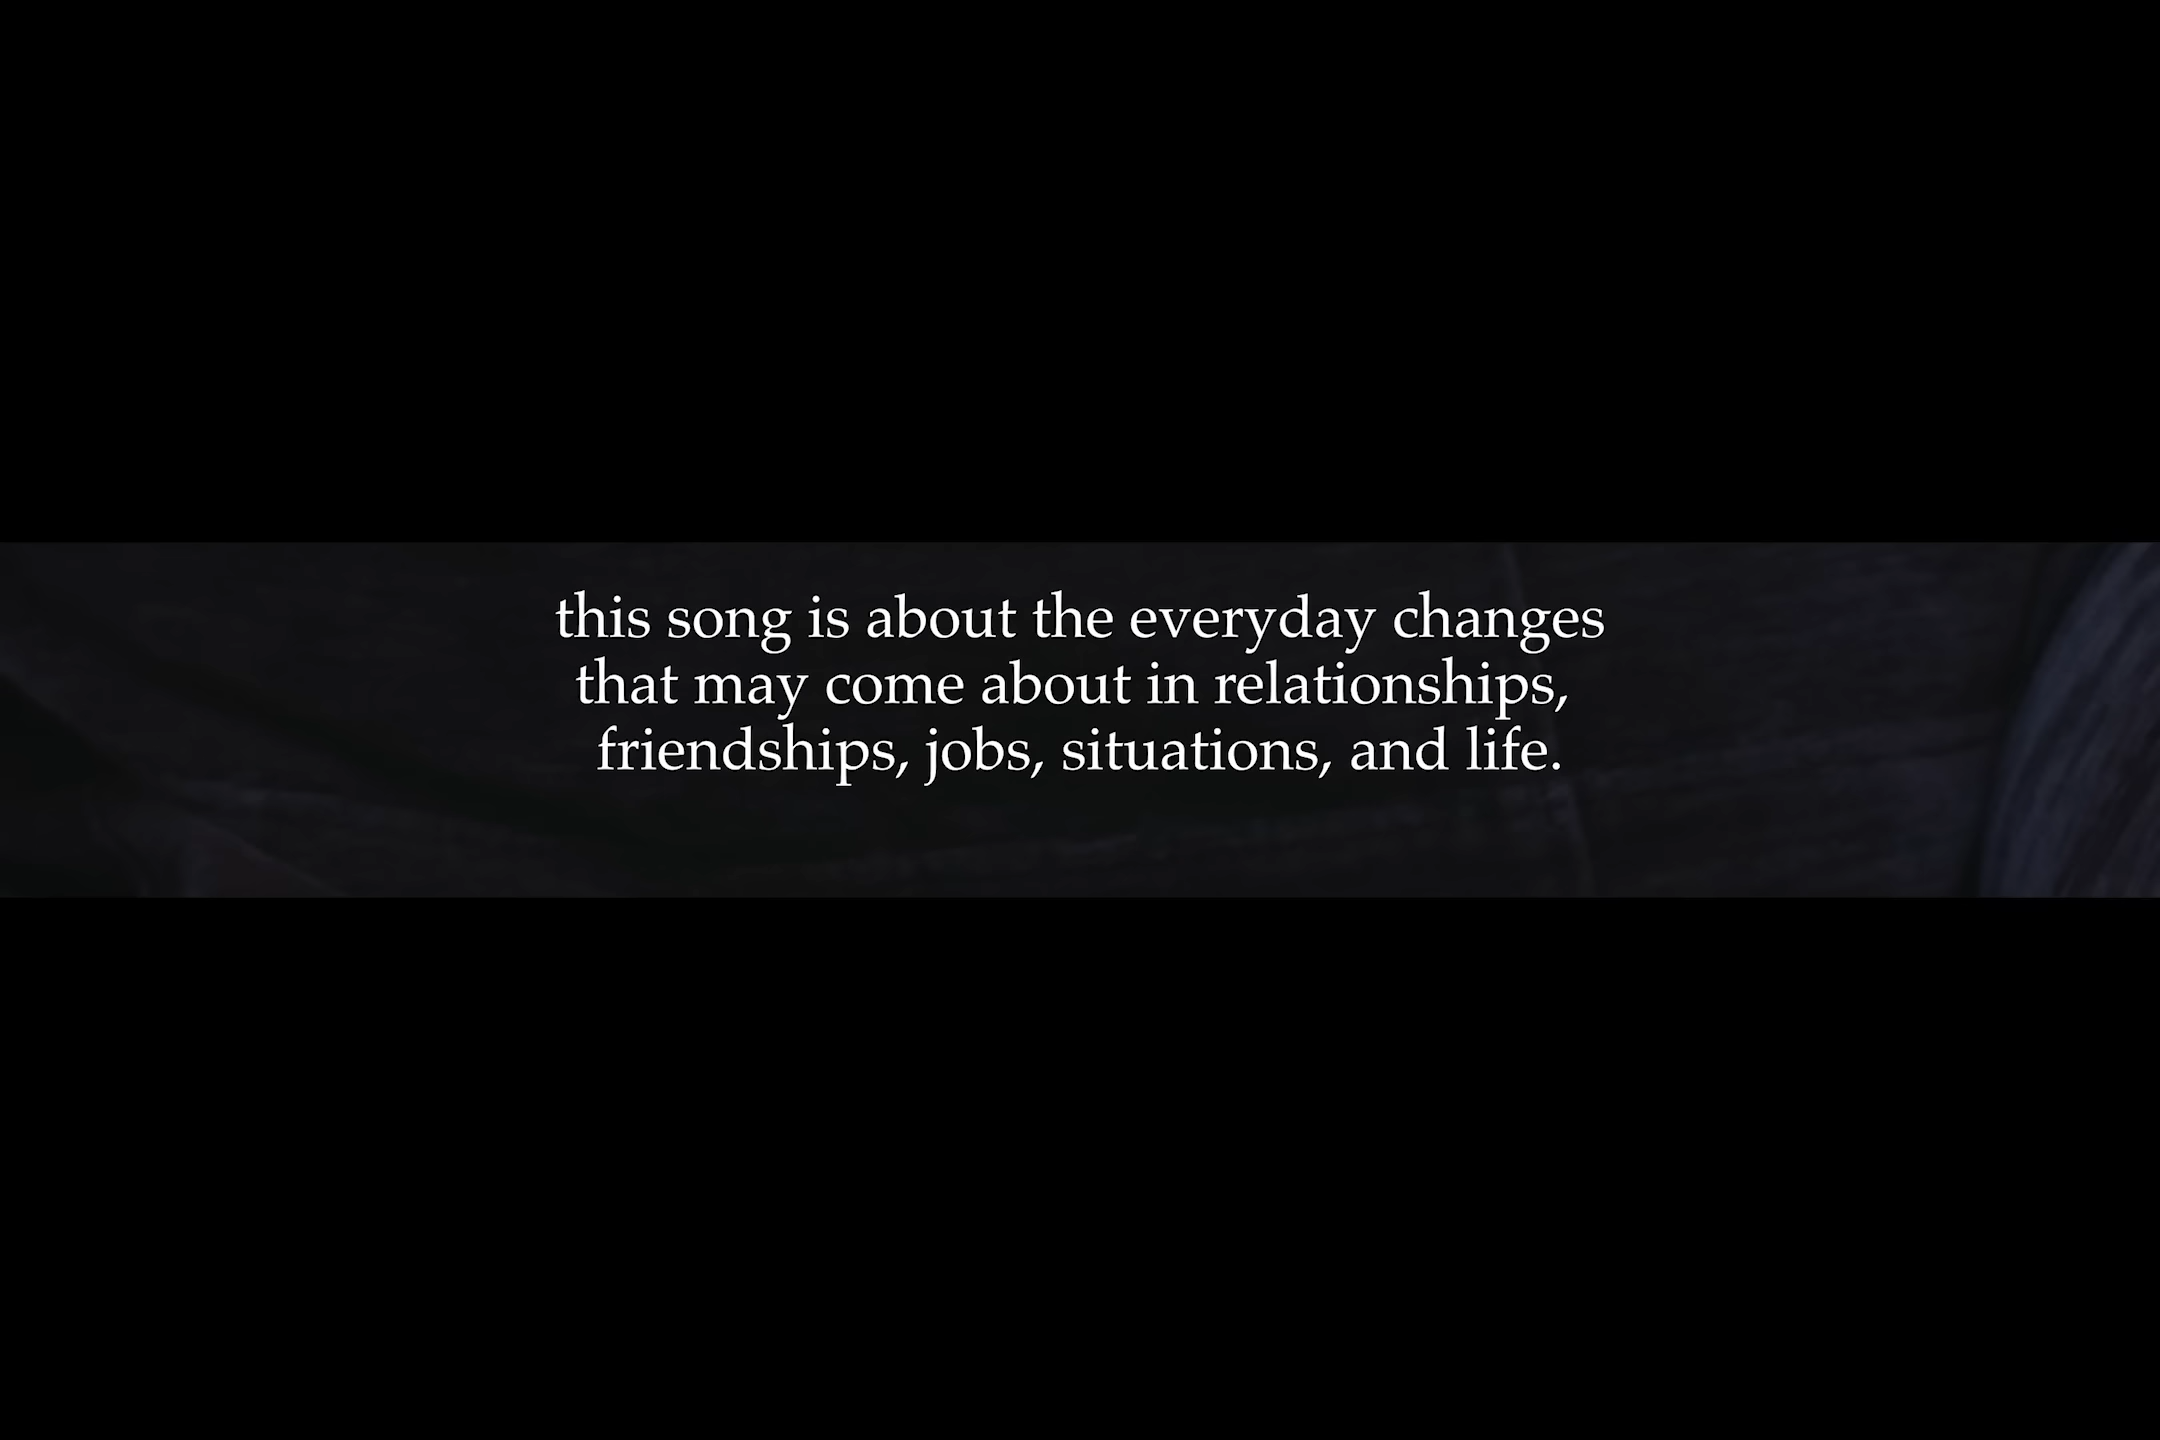 this song is about the everyday changes
that may come about in relationships,
friendships, jobs, situations, and life.